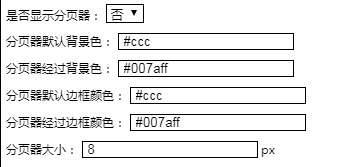 是否显示分页器： 否
分页器默认背景色： #ccc
分页器经过背景色： #007aff
分页器默认边框颜色： #ccc
分页器经过边框颜色： #007aff
分页器大小： 8 px